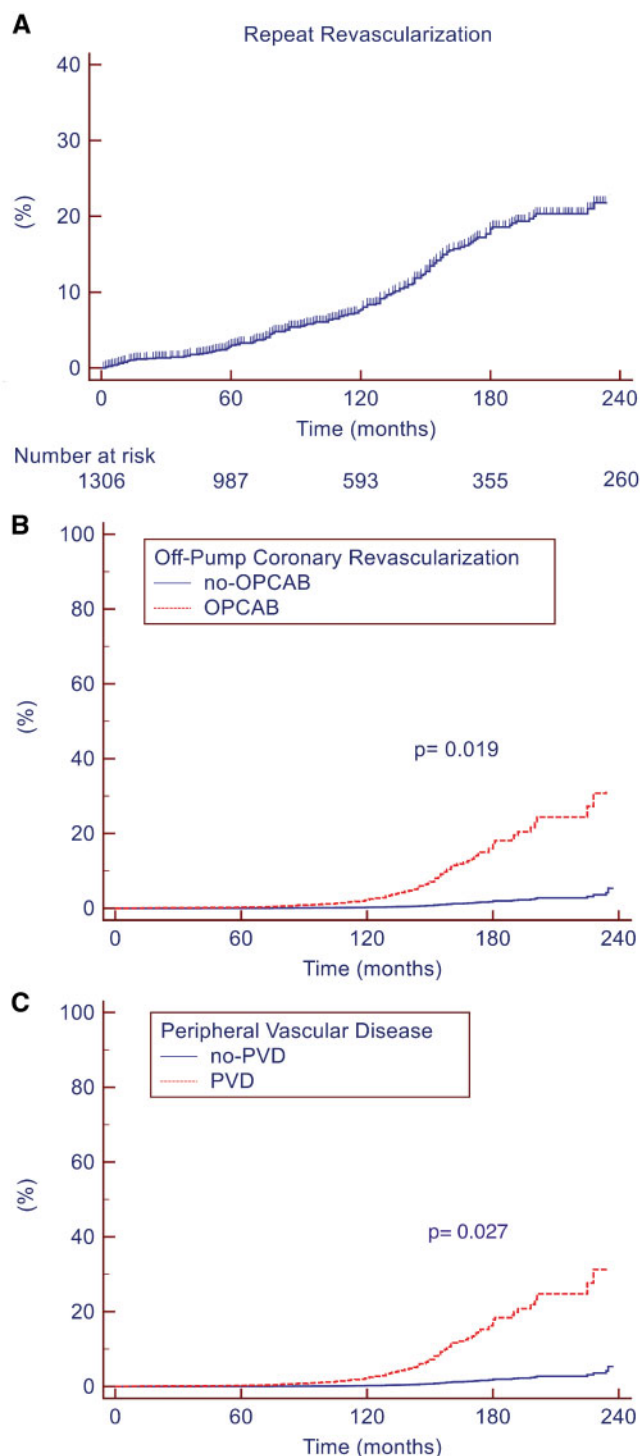 A
Repeat Revascularization
40
30
20
10
0
(%)
60 120 180 240
Time (months)
Number at risk
1306 987 593 355 260
B
100
80
60
40
20
0
(%)
Off-Pump Coronary Revascularization
no-OPCAB
OPCAB
p= 0.019
0 60 120 180 240
Time (months)
C
100
80
60
40
20
0
(%)
Peripheral Vascular Disease
no-PVD
PVD
p= 0.027
0 60 120 180 240
Time (months)